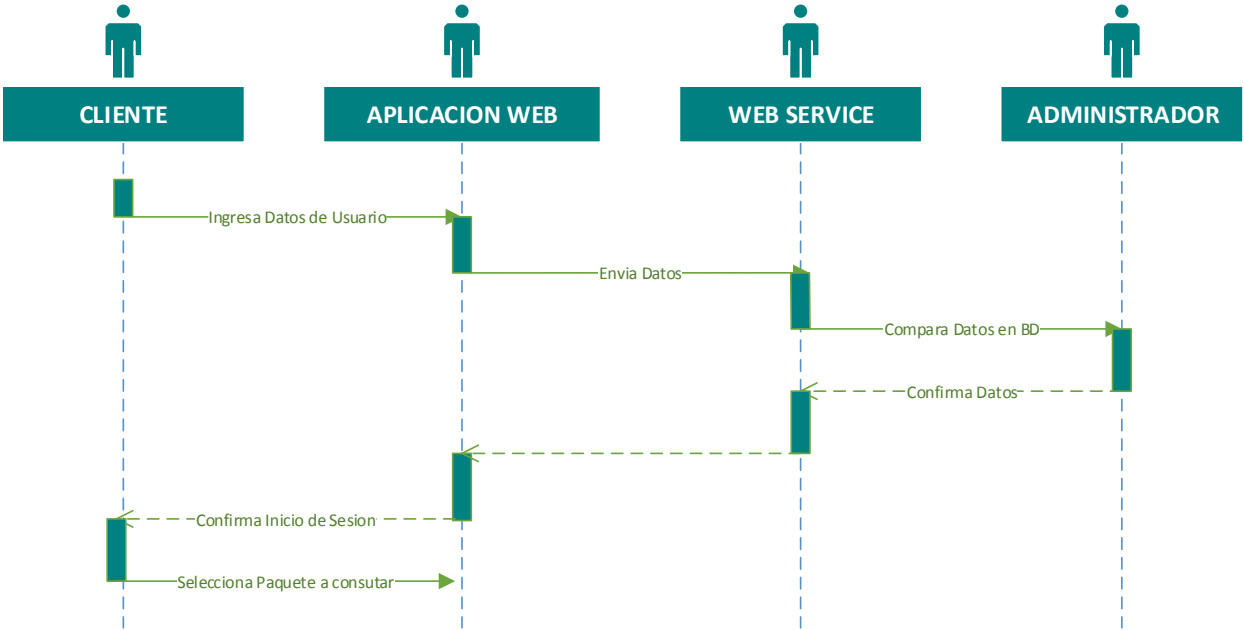 CLIENTE
APLICACION WEB
WEB SERVICE
ADMINISTRADOR
Ingresa Datos de Usuario
Envia Datos
Compara Datos en BD
Confirma Datos
Confirma Inicio de Sesion
Selecciona Paquete a consutar